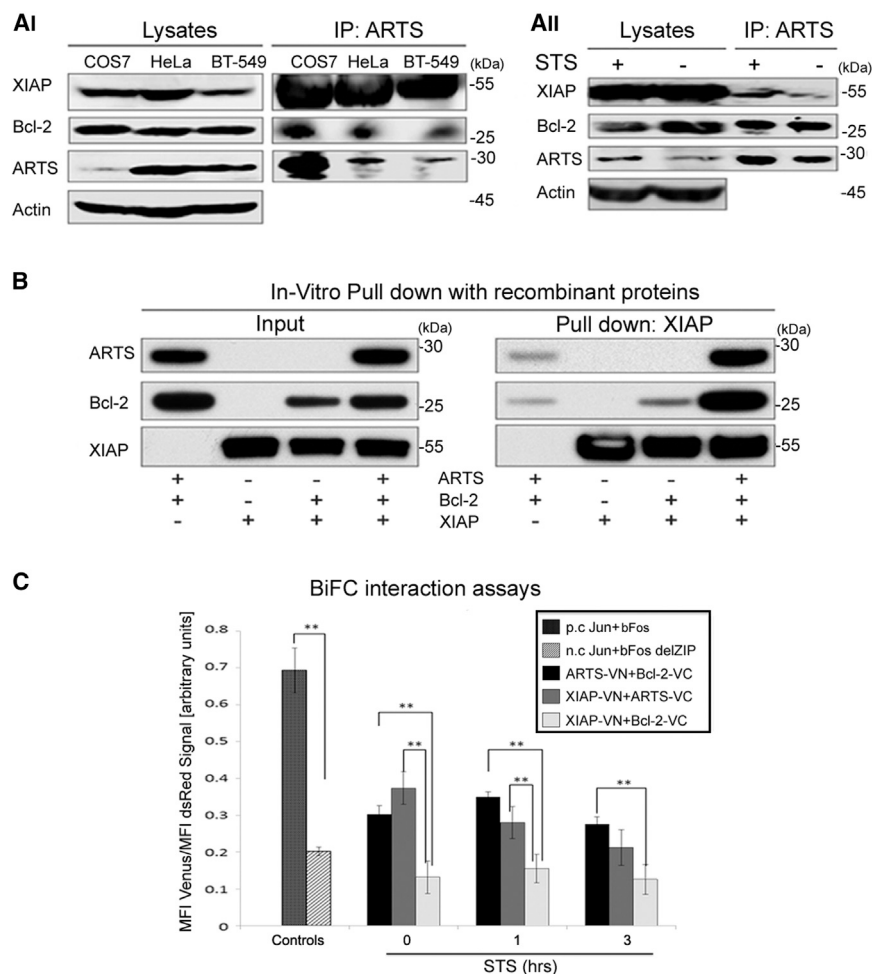 AI
Lysates
IP: ARTS
COS7 HeLa BT-549
COS7 HeLa BT-549
(kDa)
XIAP
-55
Bcl-2
-25
ARTS
-30
Actin
-45
AII
Lysates
IP: ARTS
STS
+ - + -
(kDa)
XIAP
-55
Bcl-2
-25
ARTS
-30
Actin
-45
B
In-Vitro Pull down with recombinant proteins
Input
(kDa)
Pull down: XIAP
(kDa)
ARTS
-30
-30
Bcl-2
-25
-25
XIAP
-55
-55
+ - - + ARTS + - - +
+ - + + Bcl-2 + - + +
- + + + XIAP - + + +
C
BiFC interaction assays
MFI Venus/MFI dsRed Signal [arbitrary units]
0.8
0.7
0.6
0.5
0.4
0.3
0.2
0.1
0
**
**
**
**
**
**
p.c Jun+bFos
n.c Jun+bFos delZIP
ARTS-VN+Bcl-2-VC
XIAP-VN+ARTS-VC
XIAP-VN+Bcl-2-VC
Controls
0
1
3
STS (hrs)